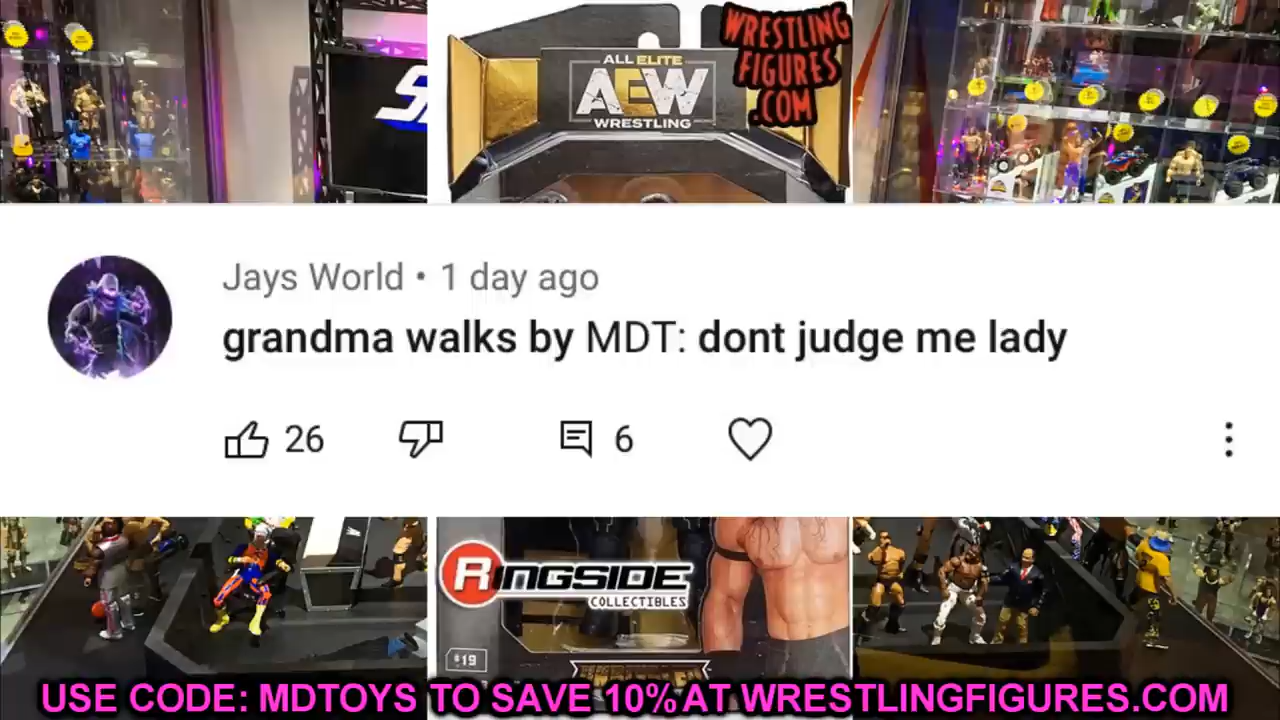 WRESTLING
FIGURES
.COM
ALL ELITE
AEW
WRESTLING
Jays World • 1 day ago
grandma walks by MDT: dont judge me lady
26
6
RINGSIDE
COLLECTIBLES
#19
USE CODE: MDTOYS TO SAVE 10% AT WRESTLINGFIGURES.COM